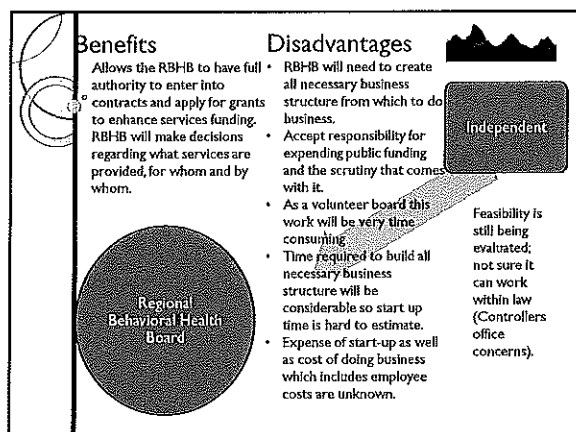 Benefits
Allows the RBHB to have full
authority to enter into
contracts and apply for grants
to enhance services funding.
RBHB will make decisions
regarding what services are
provided, for whom and by
whom.
Regional
Behavioral Health
Board
Disadvantages
• RBHB will need to create
all necessary business
structure from which to do
business.
• Accept responsibility for
expending public funding
and the scrutiny that comes
with it.
• As a volunteer board this
work will be very time
consuming
• Time required to build all
necessary business
structure will be
considerable so start up
time is hard to estimate.
• Expense of start-up as well
as cost of doing business
which includes employee
costs are unknown.
Independent
Feasibility is
still being
evaluated;
not sure it
can work
within law
(Controllers
office
concerns).